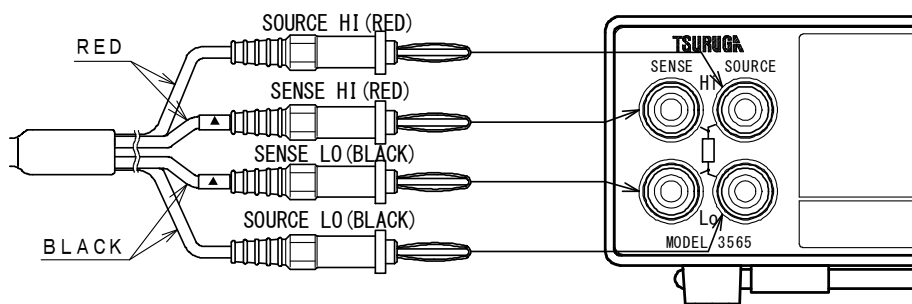 SOURCE HI(RED)
RED
SENSE HI(RED)
SENSE LO(BLACK)
SOURCE LO(BLACK)
BLACK
TSURUGA
SENSE SOURCE
HI
Lo
MODEL 3565